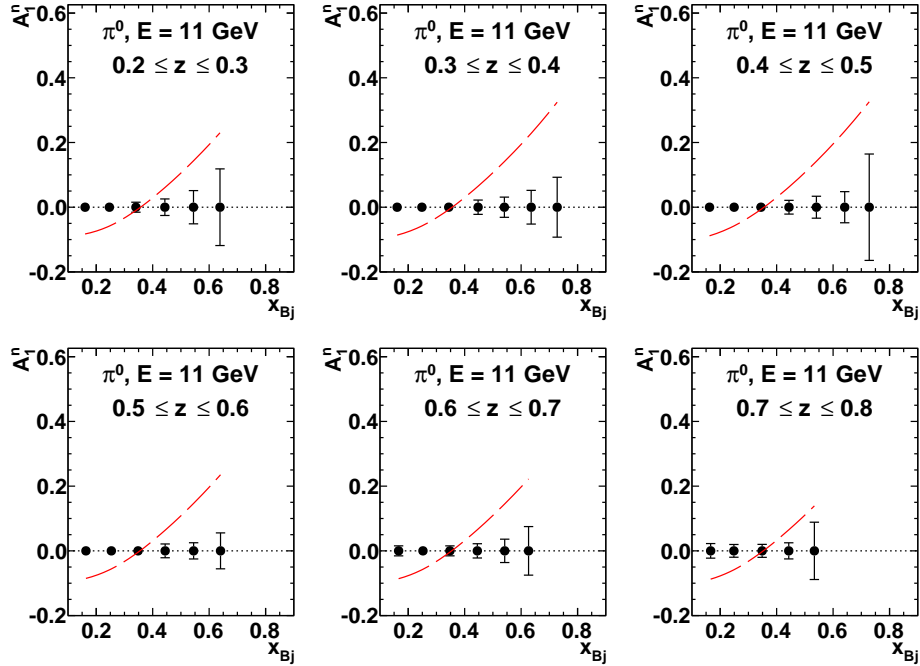 A₁ⁿ
0.6
0.4
0.2
0.0
-0.2
π⁰, E = 11 GeV
0.2 ≤ z ≤ 0.3
0.2 0.4 0.6 0.8
x_Bj
A₁ⁿ
0.6
0.4
0.2
0.0
-0.2
π⁰, E = 11 GeV
0.3 ≤ z ≤ 0.4
0.2 0.4 0.6 0.8
x_Bj
A₁ⁿ
0.6
0.4
0.2
0.0
-0.2
π⁰, E = 11 GeV
0.4 ≤ z ≤ 0.5
0.2 0.4 0.6 0.8
x_Bj
A₁ⁿ
0.6
0.4
0.2
0.0
-0.2
π⁰, E = 11 GeV
0.5 ≤ z ≤ 0.6
0.2 0.4 0.6 0.8
x_Bj
A₁ⁿ
0.6
0.4
0.2
0.0
-0.2
π⁰, E = 11 GeV
0.6 ≤ z ≤ 0.7
0.2 0.4 0.6 0.8
x_Bj
A₁ⁿ
0.6
0.4
0.2
0.0
-0.2
π⁰, E = 11 GeV
0.7 ≤ z ≤ 0.8
0.2 0.4 0.6 0.8
x_Bj